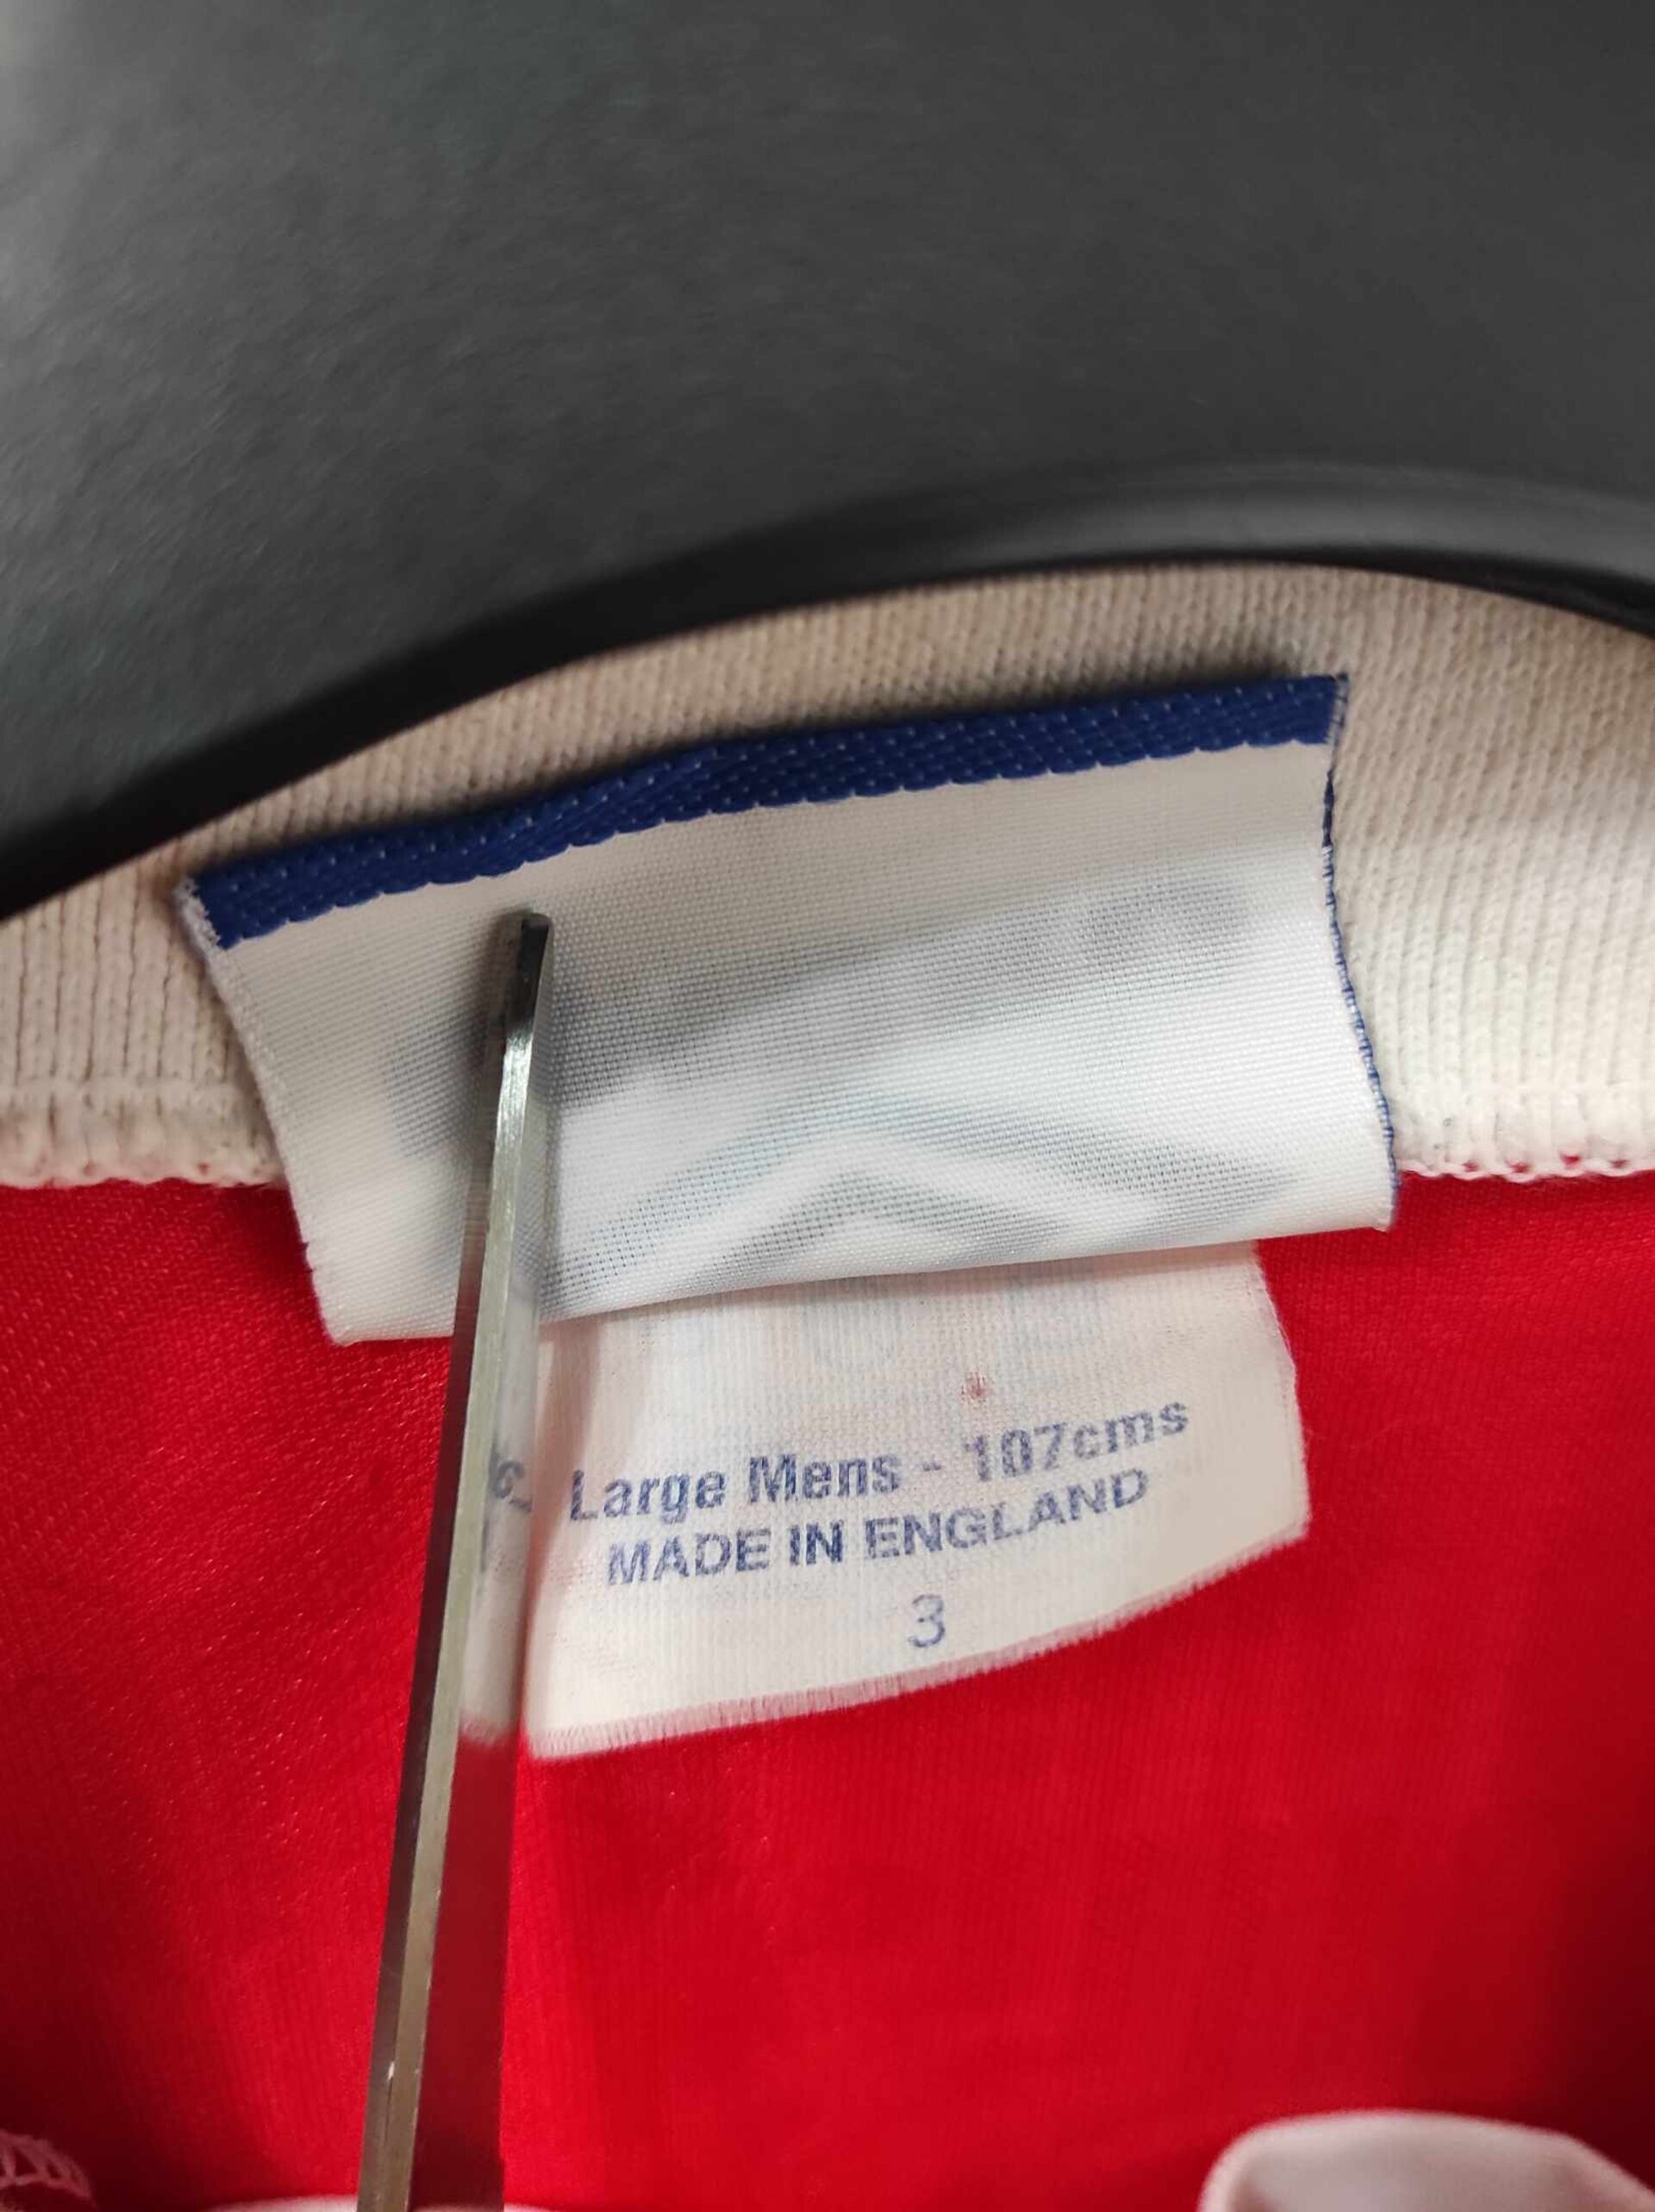 Large Mens - 107cms
MADE IN ENGLAND
3